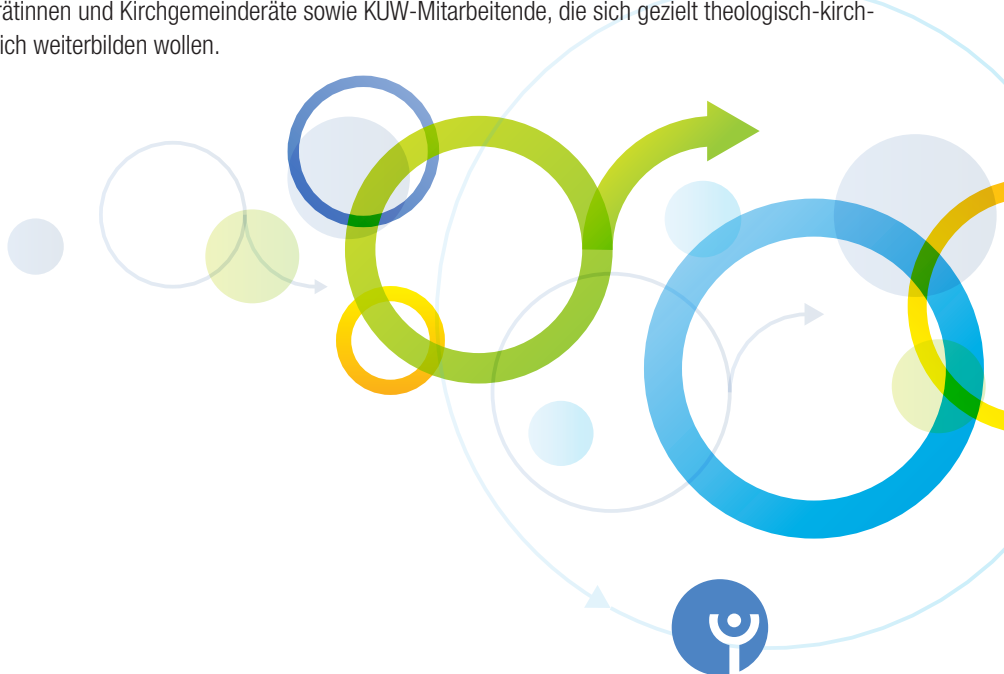 rätinnen und Kirchgemeinderäte sowie KUW-Mitarbeitende, die sich gezielt theologisch-kirch-
ich weiterbilden wollen.